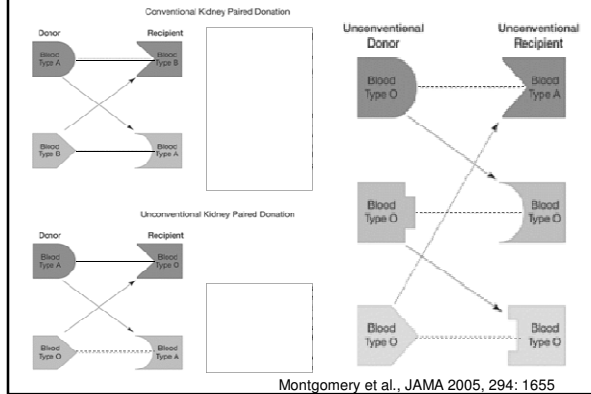 Conventional Kidney Paired Donation
Donor Recipient
Blood Type A
Blood Type B
Blood Type B
Blood Type A
Unconventional Kidney Paired Donation
Donor Recipient
Blood Type A
Blood Type O
Blood Type O
Blood Type A
Unconventional Donor
Unconventional Recipient
Blood Type O
Blood Type A
Blood Type O
Blood Type O
Blood Type O
Blood Type O
Montgomery et al., JAMA 2005, 294: 1655